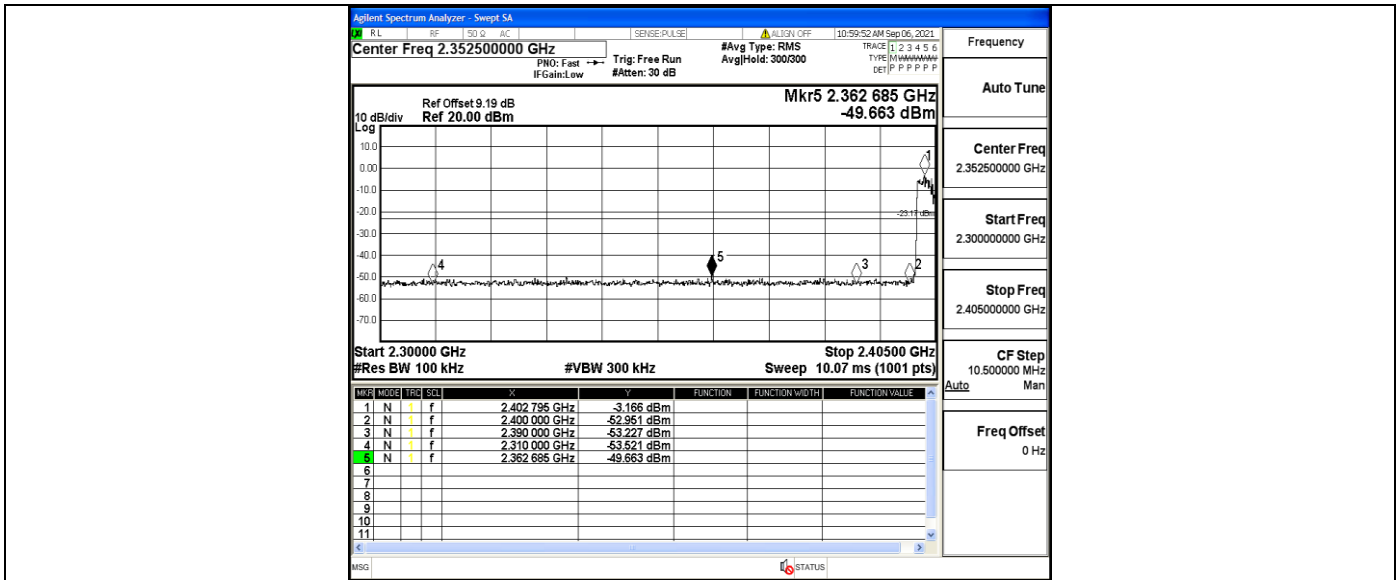 Agilent Spectrum Analyzer - Swept SA
RL RF 50 Ω AC SENSE:PULSE ALIGN OFF 10:59:52 AM Sep 06, 2021
Center Freq 2.352500000 GHz
PNO: Fast
IFGain:Low
Trig: Free Run
#Atten: 30 dB
#Avg Type: RMS
Avg|Hold: 300/300
TRACE 1 2 3 4 5 6
TYPE M WWWWW
DET P P P P P P
Mkr5 2.362 685 GHz
-49.663 dBm
Ref Offset 9.19 dB
10 dB/div Ref 20.00 dBm
Log
10.0
0.00
-10.0
-20.0
-30.0
-40.0
-50.0
-60.0
-70.0
1
-23.17 dBm
4
5
3
2
Start 2.30000 GHz Stop 2.40500 GHz
#Res BW 100 kHz #VBW 300 kHz Sweep 10.07 ms (1001 pts)
MKR MODE TRC SCL X Y FUNCTION FUNCTION WIDTH FUNCTION VALUE
1 N 1 f 2.402 795 GHz -3.166 dBm
2 N 1 f 2.400 000 GHz -52.951 dBm
3 N 1 f 2.390 000 GHz -53.227 dBm
4 N 1 f 2.310 000 GHz -53.521 dBm
5 N 1 f 2.362 685 GHz -49.663 dBm
6
7
8
9
10
11
MSG STATUS
Frequency
Auto Tune
Center Freq
2.352500000 GHz
Start Freq
2.300000000 GHz
Stop Freq
2.405000000 GHz
CF Step
10.500000 MHz
Auto Man
Freq Offset
0 Hz